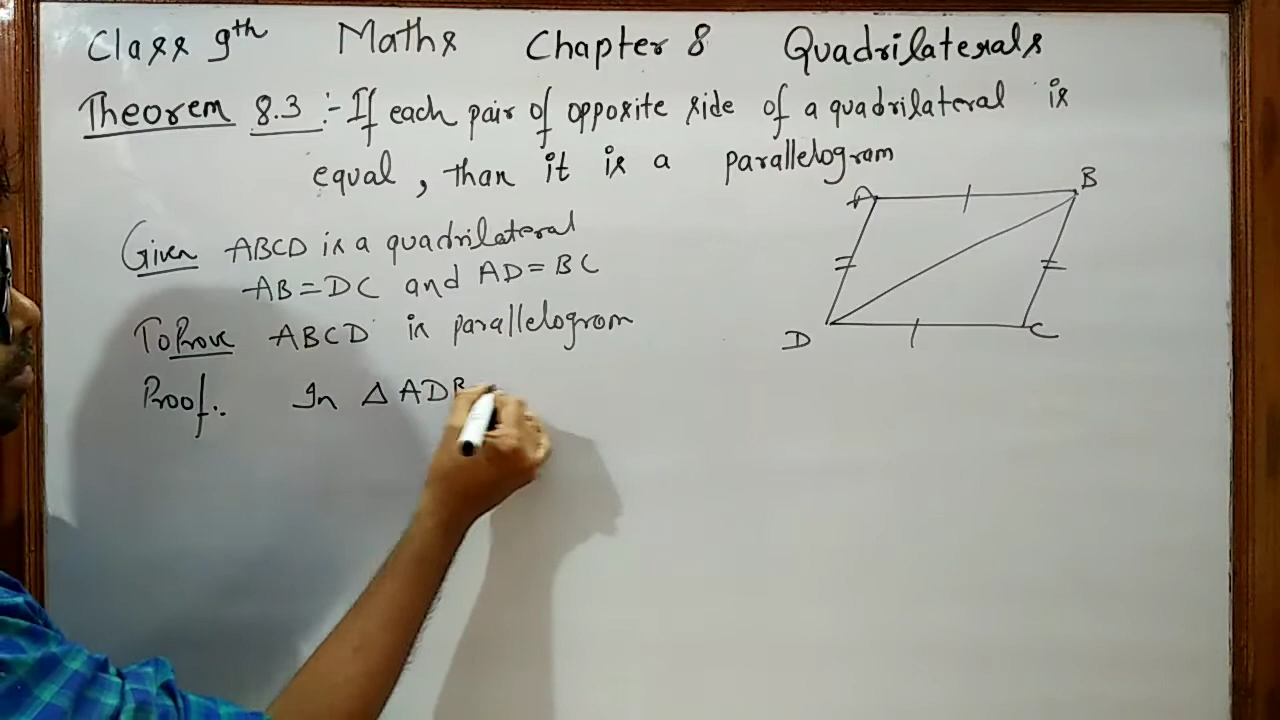 Class 9th Maths Chapter 8 Quadrilaterals
Theorem 8.3 :- If each pair of opposite side of a quadrilateral is
equal, than it is a parallelogram
Given ABCD is a quadrilateral
AB = DC and AD = BC
To Prove ABCD is parallelogram
Proof:. In △ ADB
A
B
D
C